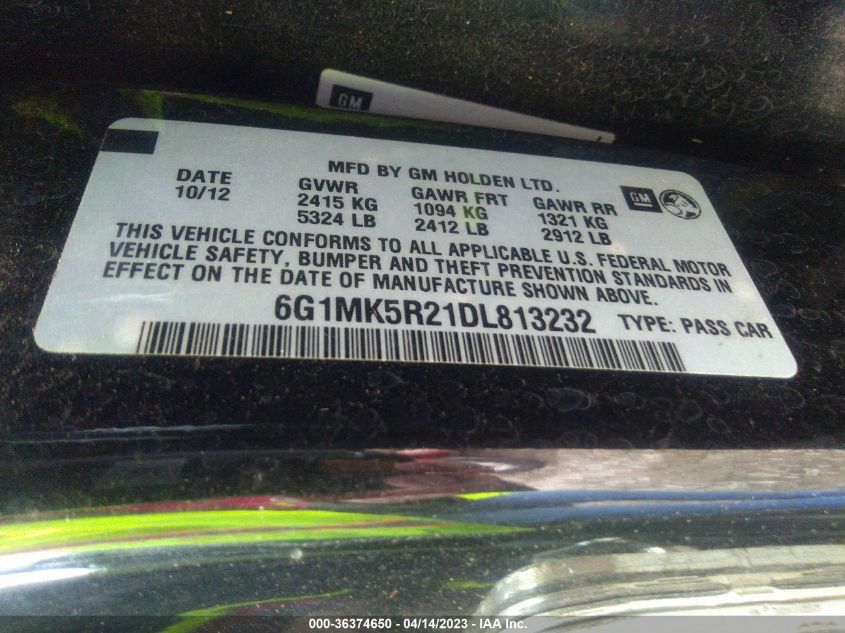 GM
MFD BY GM HOLDEN LTD.
DATE GVWR GAWR FRT GAWR RR GM
10/12 2415 KG 1094 KG 1321 KG
5324 LB 2412 LB 2912 LB
THIS VEHICLE CONFORMS TO ALL APPLICABLE U.S. FEDERAL MOTOR
VEHICLE SAFETY, BUMPER AND THEFT PREVENTION STANDARDS IN
EFFECT ON THE DATE OF MANUFACTURE SHOWN ABOVE.
6G1MK5R21DL813232 TYPE: PASS CAR
000-36374650 - 04/14/2023 - IAA Inc.